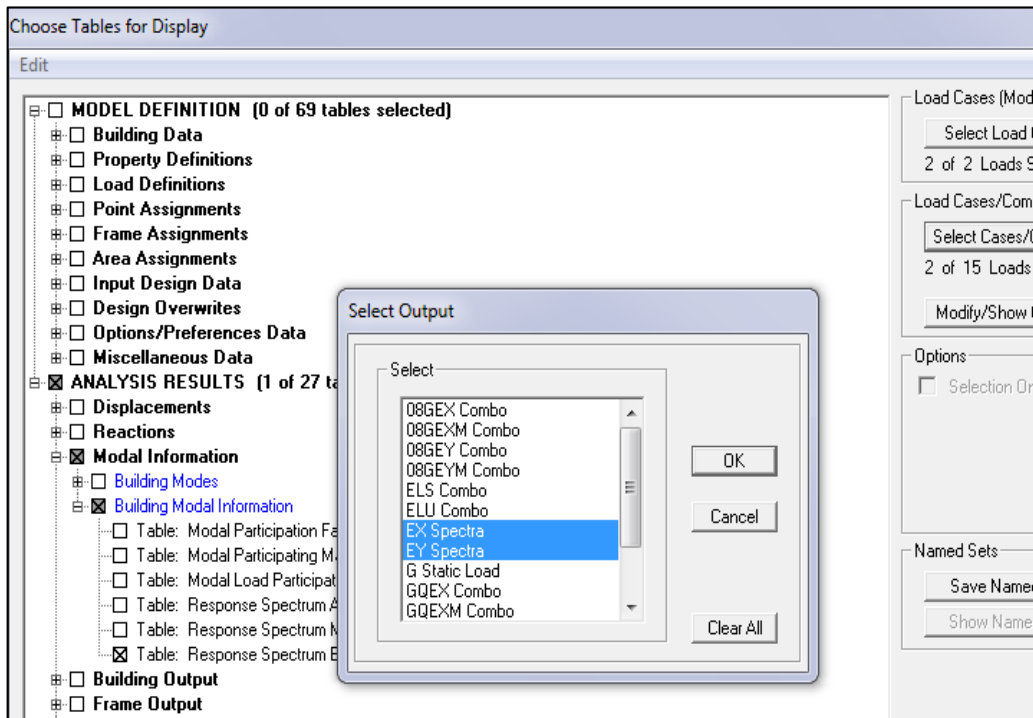 Choose Tables for Display
Edit
MODEL DEFINITION (0 of 69 tables selected)
Building Data
Property Definitions
Load Definitions
Point Assignments
Frame Assignments
Area Assignments
Input Design Data
Design Overwrites
Options/Preferences Data
Miscellaneous Data
ANALYSIS RESULTS (1 of 27 ta
Displacements
Reactions
Modal Information
Building Modes
Building Modal Information
Table: Modal Participation Fa
Table: Modal Participating Ma
Table: Modal Load Participat
Table: Response Spectrum A
Table: Response Spectrum M
Table: Response Spectrum B
Building Output
Frame Output
Select Output
Select
08GEX Combo
08GEXM Combo
08GEY Combo
08GEYM Combo
ELS Combo
ELU Combo
EX Spectra
EY Spectra
G Static Load
GQEX Combo
GQEXM Combo
OK
Cancel
Clear All
Load Cases (Mod
Select Load
2 of 2 Loads S
Load Cases/Com
Select Cases/
2 of 15 Loads
Modify/Show
Options
Selection Or
Named Sets
Save Named
Show Name